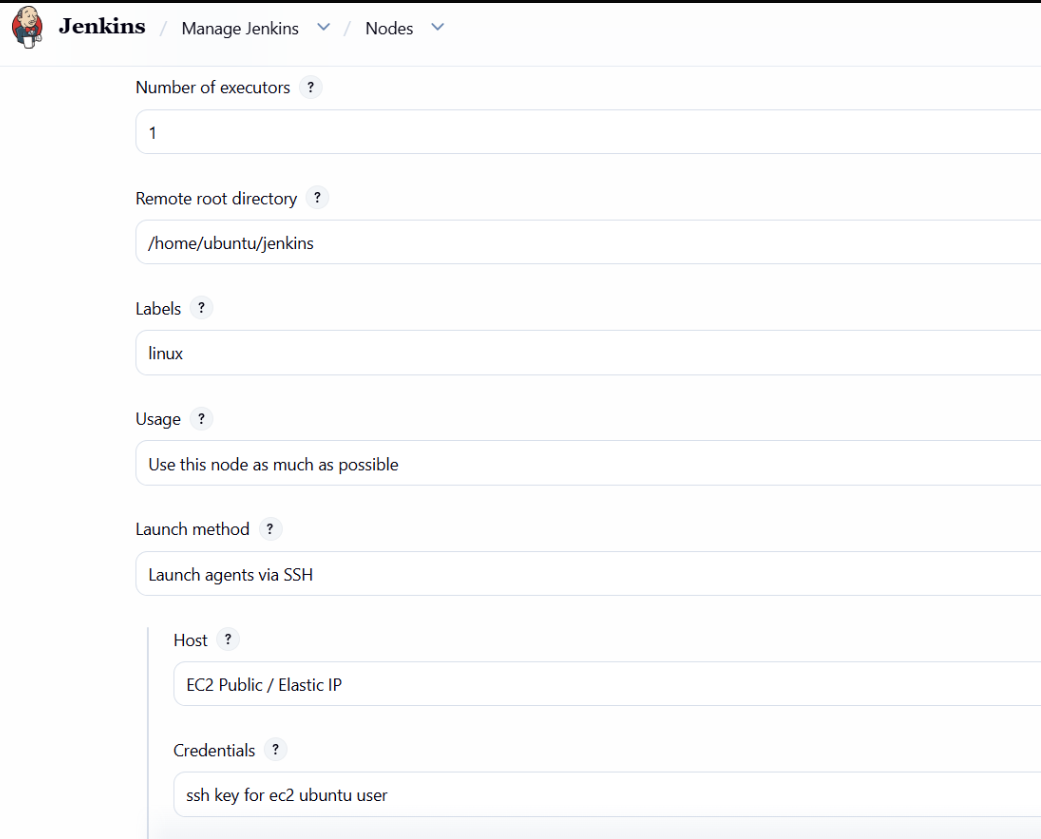 Jenkins / Manage Jenkins / Nodes
Number of executors ?
1
Remote root directory ?
/home/ubuntu/jenkins
Labels ?
linux
Usage ?
Use this node as much as possible
Launch method ?
Launch agents via SSH
Host ?
EC2 Public / Elastic IP
Credentials ?
ssh key for ec2 ubuntu user